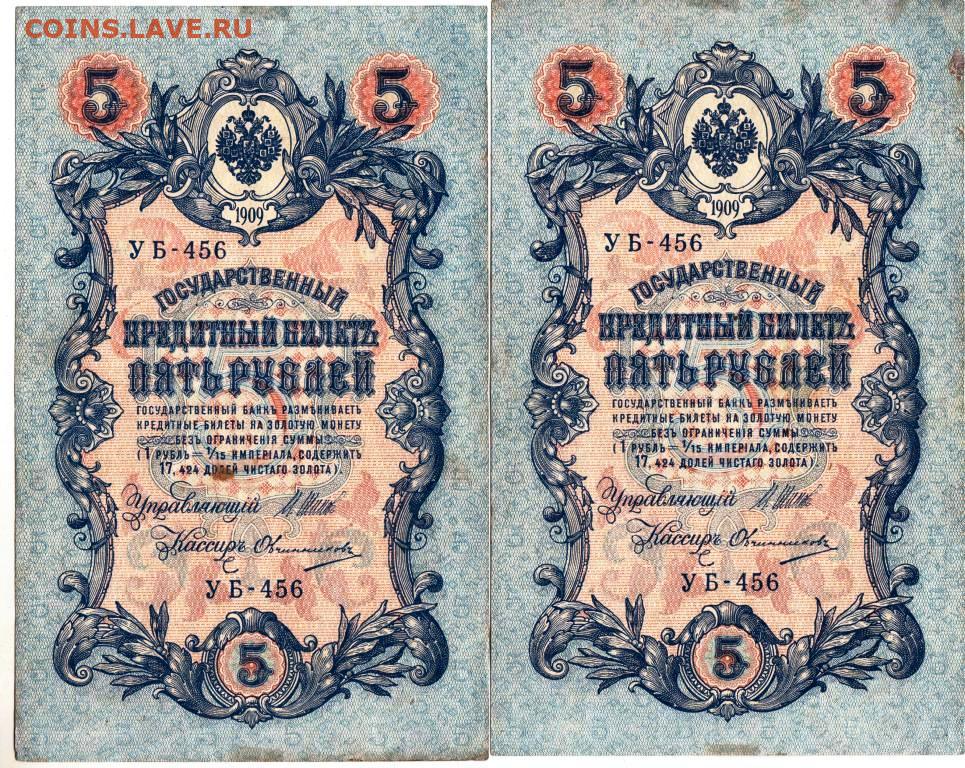 COINS.LAVE.RU
5 5
1909
УБ-456
ГОСУДАРСТВЕННЫЙ
КРЕДИТНЫЙ БИЛЕТЪ
ПЯТЬ РУБЛЕЙ
ГОСУДАРСТВЕННЫЙ БАНКЪ РАЗМѢНИВАЕТЪ
КРЕДИТНЫЕ БИЛЕТЫ НА ЗОЛОТУЮ МОНЕТУ
БЕЗЪ ОГРАНИЧЕНІЯ СУММЫ
(1 РУБЛЬ = 1/15 ИМПЕРІАЛА, СОДЕРЖИТЪ
17,424 ДОЛЕЙ ЧИСТАГО ЗОЛОТА).
Управляющій
Кассиръ Овчинниковъ
УБ-456
5
5 5
1909
УБ-456
ГОСУДАРСТВЕННЫЙ
КРЕДИТНЫЙ БИЛЕТЪ
ПЯТЬ РУБЛЕЙ
ГОСУДАРСТВЕННЫЙ БАНКЪ РАЗМѢНИВАЕТЪ
КРЕДИТНЫЕ БИЛЕТЫ НА ЗОЛОТУЮ МОНЕТУ
БЕЗЪ ОГРАНИЧЕНІЯ СУММЫ
(1 РУБЛЬ = 1/15 ИМПЕРІАЛА, СОДЕРЖИТЪ
17,424 ДОЛЕЙ ЧИСТАГО ЗОЛОТА).
Управляющій
Кассиръ Овчинниковъ
УБ-456
5